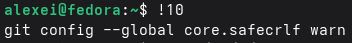 alexei@fedora:~$ !10
git config --global core.safecrlf warn